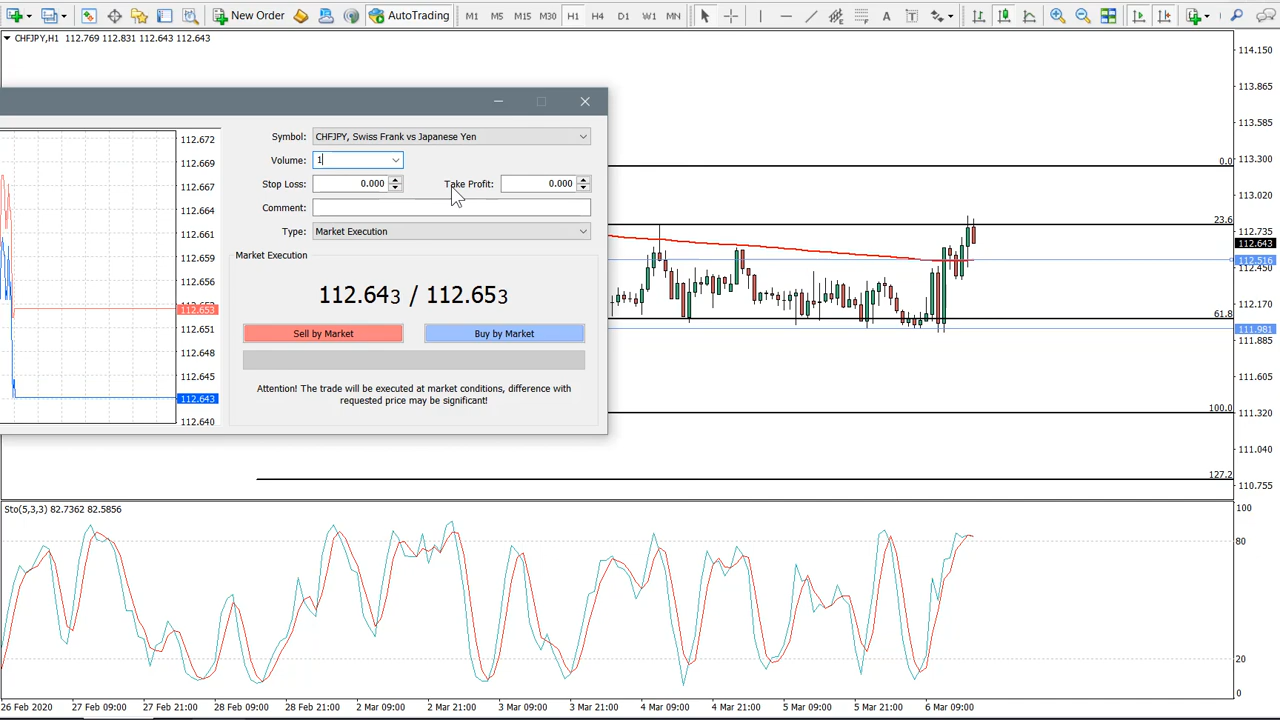 New Order
AutoTrading
M1 M5 M15 M30 H1 H4 D1 W1 MN
A T
CHFJPY,H1 112.769 112.831 112.643 112.643
114.150
113.865
113.585
113.300
113.020
112.735
112.643
112.516
112.450
112.170
111.981
111.885
111.605
111.320
111.040
110.755
0.0
23.6
61.8
100.0
127.2
112.672
112.669
112.667
112.664
112.661
112.659
112.656
112.653
112.651
112.648
112.645
112.643
112.640
Symbol: CHFJPY, Swiss Frank vs Japanese Yen
Volume: 1
Stop Loss: 0.000 Take Profit: 0.000
Comment:
Type: Market Execution
Market Execution
112.643 / 112.653
Sell by Market Buy by Market
Attention! The trade will be executed at market conditions, difference with
requested price may be significant!
Sto(5,3,3) 82.7362 82.5856
100
80
20
0
26 Feb 2020 27 Feb 09:00 27 Feb 21:00 28 Feb 09:00 28 Feb 21:00 2 Mar 09:00 2 Mar 21:00 3 Mar 09:00 3 Mar 21:00 4 Mar 09:00 4 Mar 21:00 5 Mar 09:00 5 Mar 21:00 6 Mar 09:00